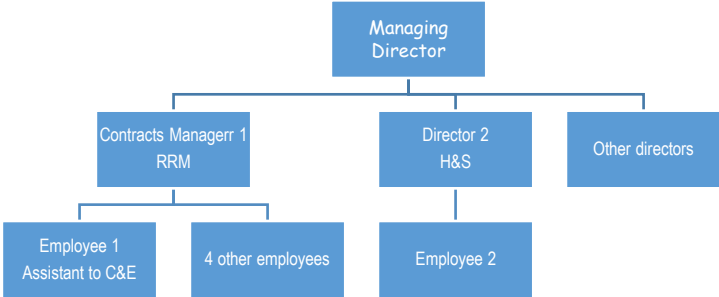 Managing
Director
Contracts Managerr 1
RRM
Director 2
H&S
Other directors
Employee 1
Assistant to C&E
4 other employees
Employee 2